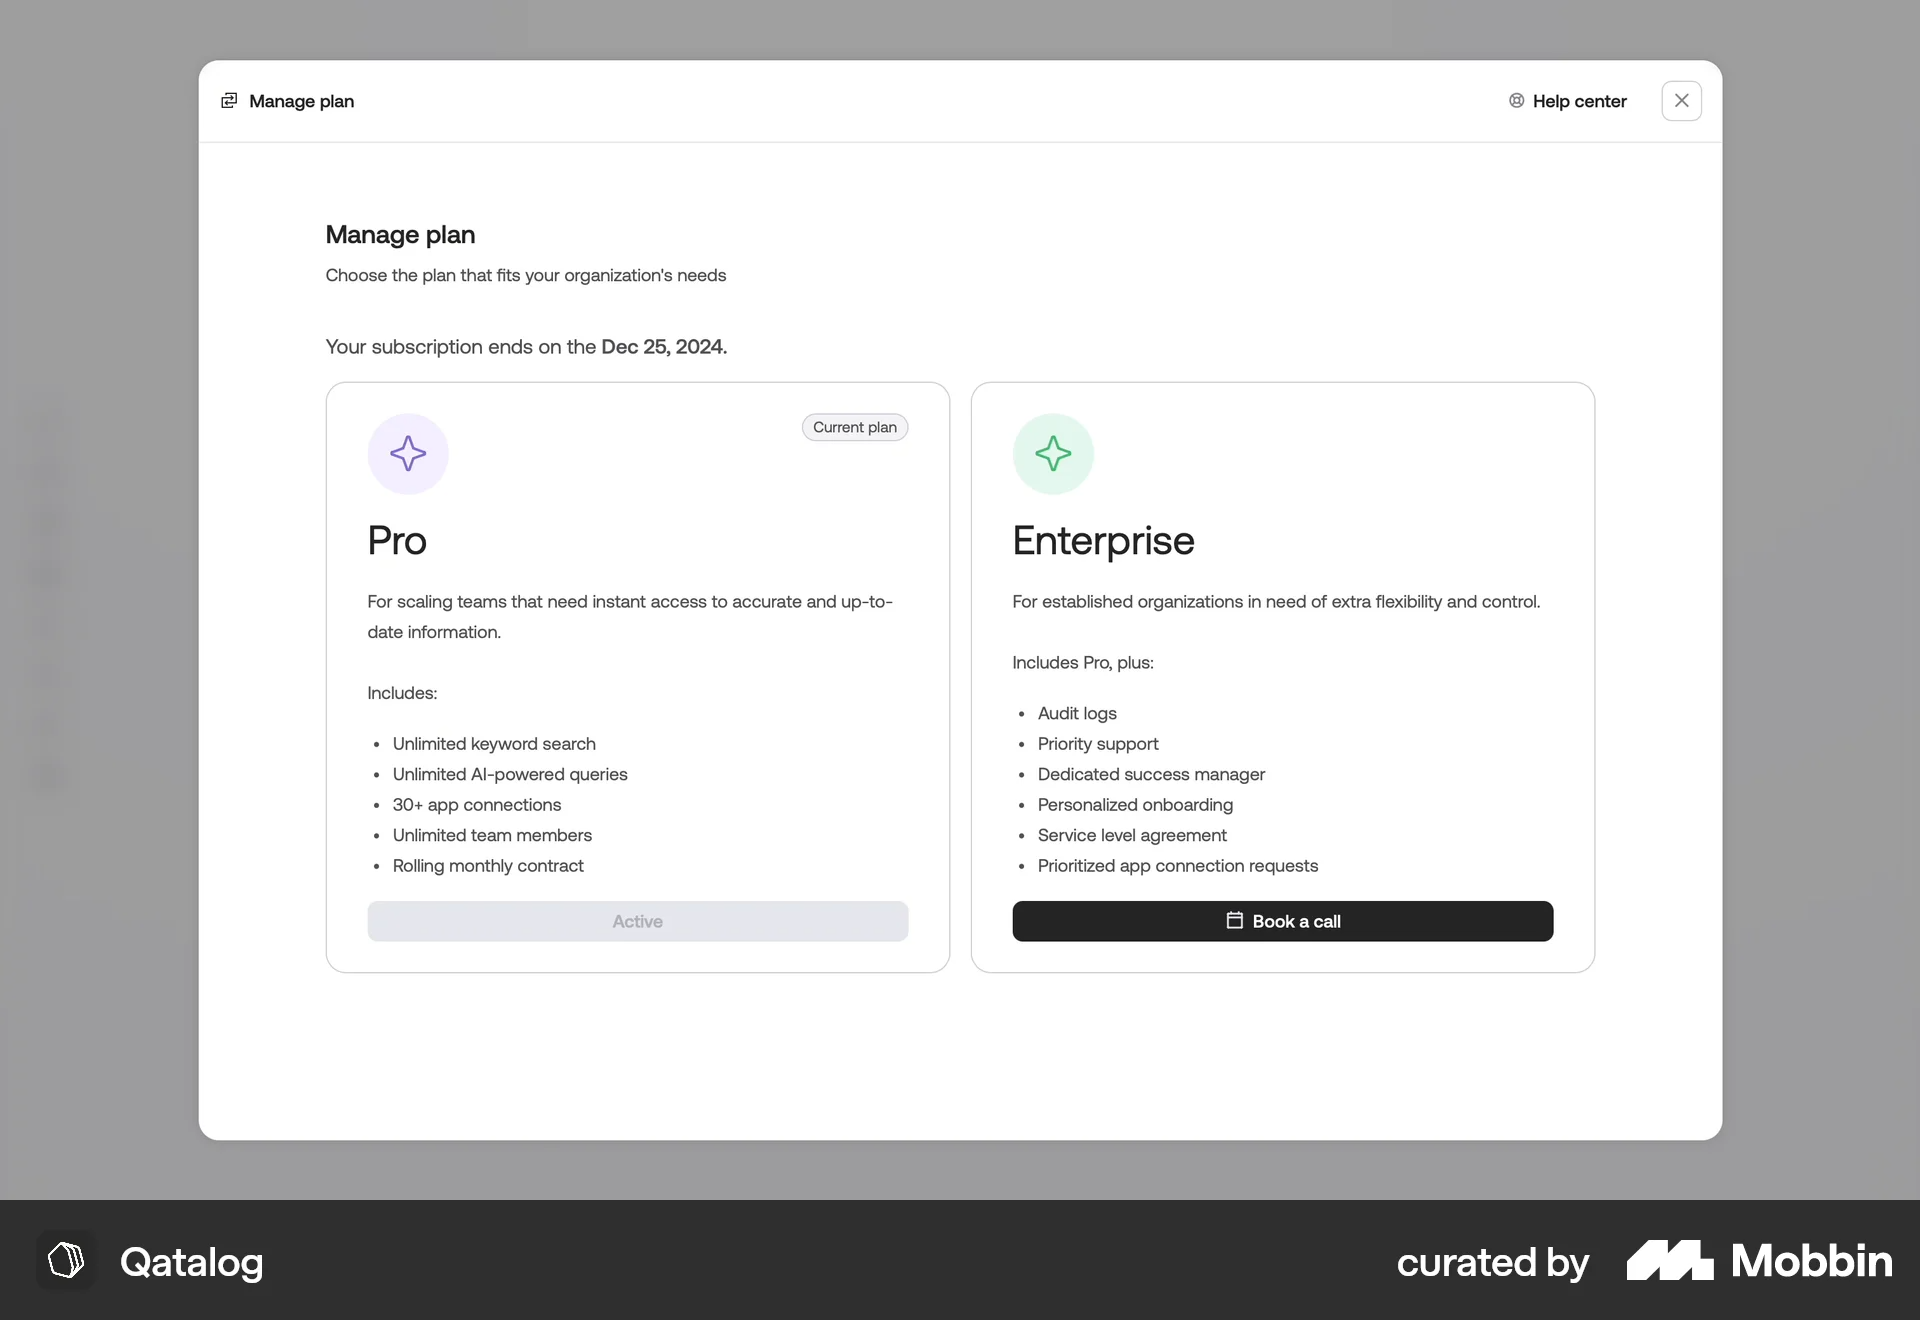 Manage plan
Help center
Manage plan
Choose the plan that fits your organization's needs
Your subscription ends on the Dec 25, 2024.
Current plan
Pro
For scaling teams that need instant access to accurate and up-to-
date information.
Includes:
• Unlimited keyword search
• Unlimited AI-powered queries
• 30+ app connections
• Unlimited team members
• Rolling monthly contract
Active
Enterprise
For established organizations in need of extra flexibility and control.
Includes Pro, plus:
• Audit logs
• Priority support
• Dedicated success manager
• Personalized onboarding
• Service level agreement
• Prioritized app connection requests
Book a call
Qatalog
curated by Mobbin